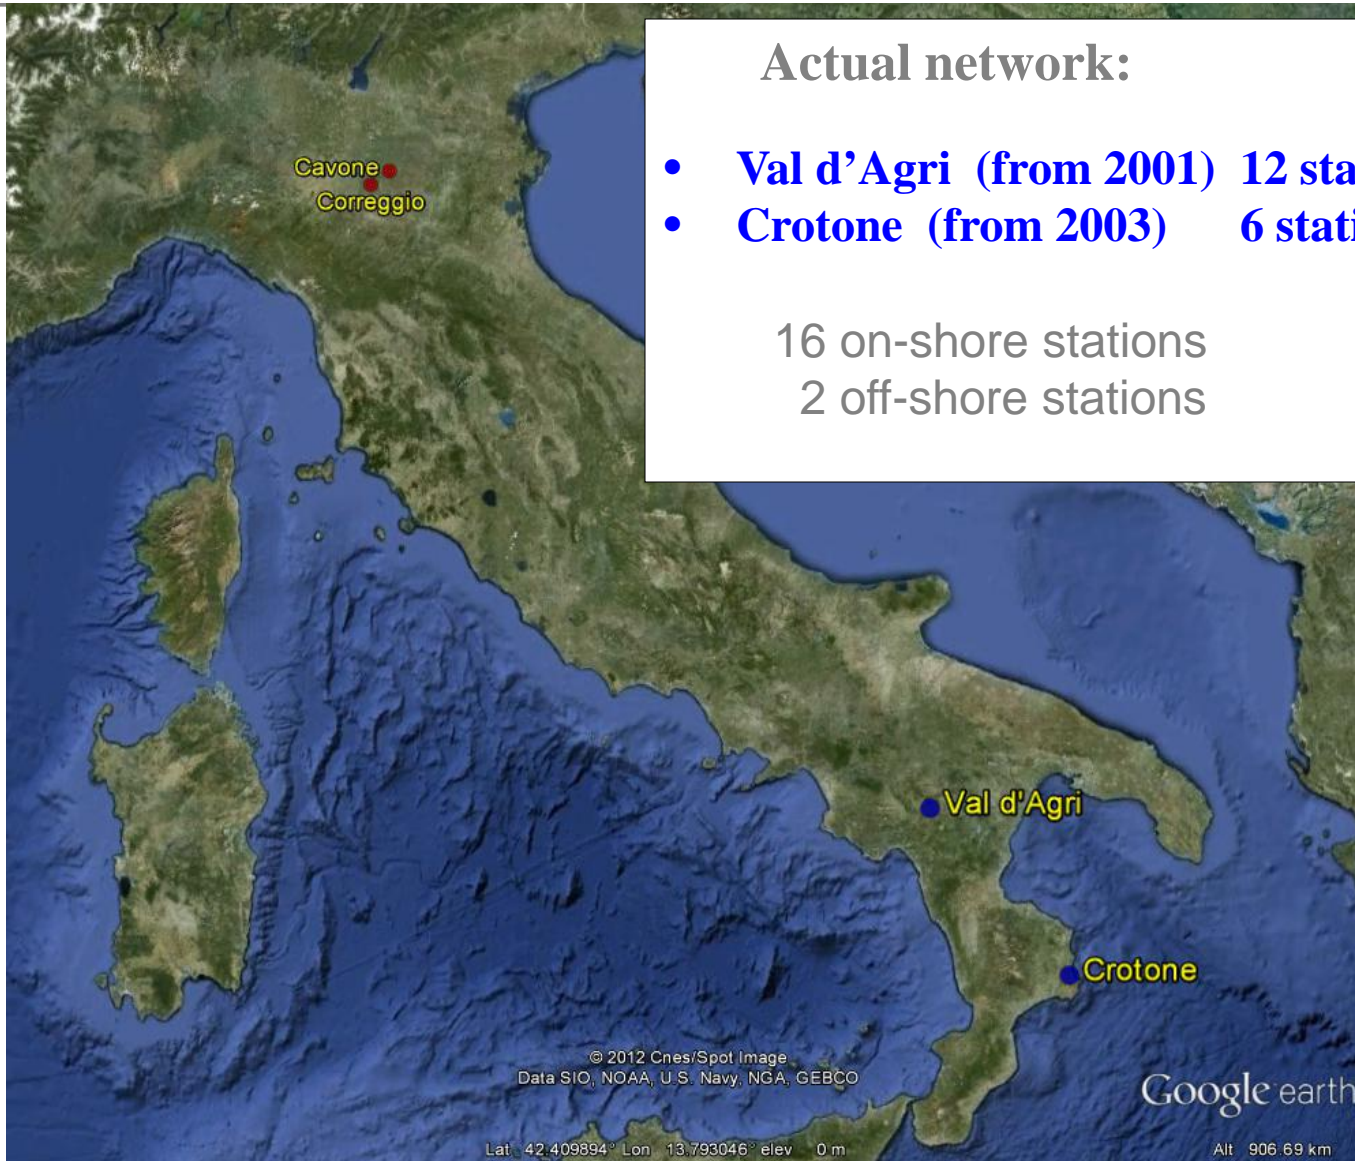 Actual network:
• Val d’Agri (from 2001) 12 sta
• Crotone (from 2003) 6 stati
16 on-shore stations
2 off-shore stations
Cavone
Correggio
Val d'Agri
Crotone
© 2012 Cnes/Spot Image
Data SIO, NOAA, U.S. Navy, NGA, GEBCO
Google earth
Lat 42.409894° Lon 13.793046° elev 0 m
Alt 906.69 km